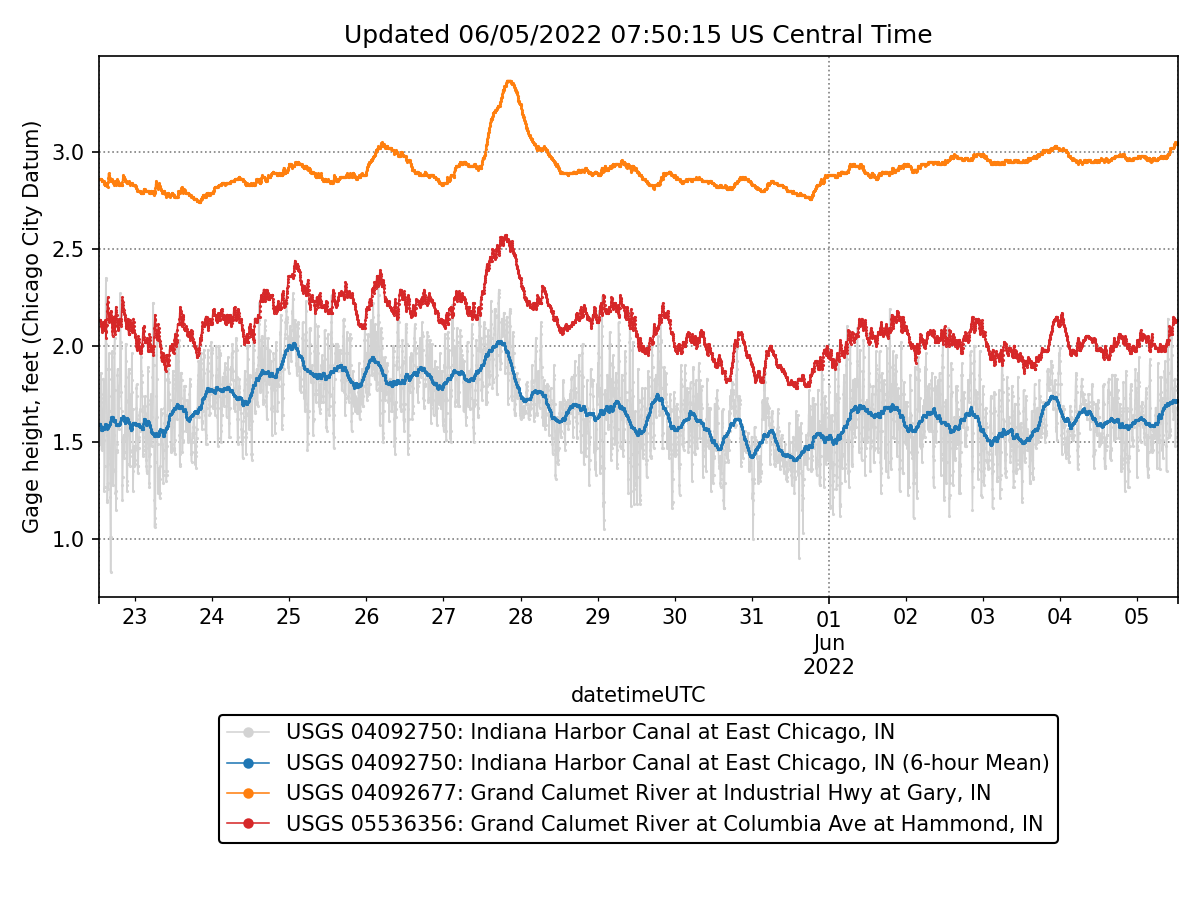 Updated 06/05/2022 07:50:15 US Central Time
Gage height, feet (Chicago City Datum)
3.0
2.5
2.0
1.5
1.0
23 24 25 26 27 28 29 30 31 01 02 03 04 05
Jun
2022
datetimeUTC
USGS 04092750: Indiana Harbor Canal at East Chicago, IN
USGS 04092750: Indiana Harbor Canal at East Chicago, IN (6-hour Mean)
USGS 04092677: Grand Calumet River at Industrial Hwy at Gary, IN
USGS 05536356: Grand Calumet River at Columbia Ave at Hammond, IN